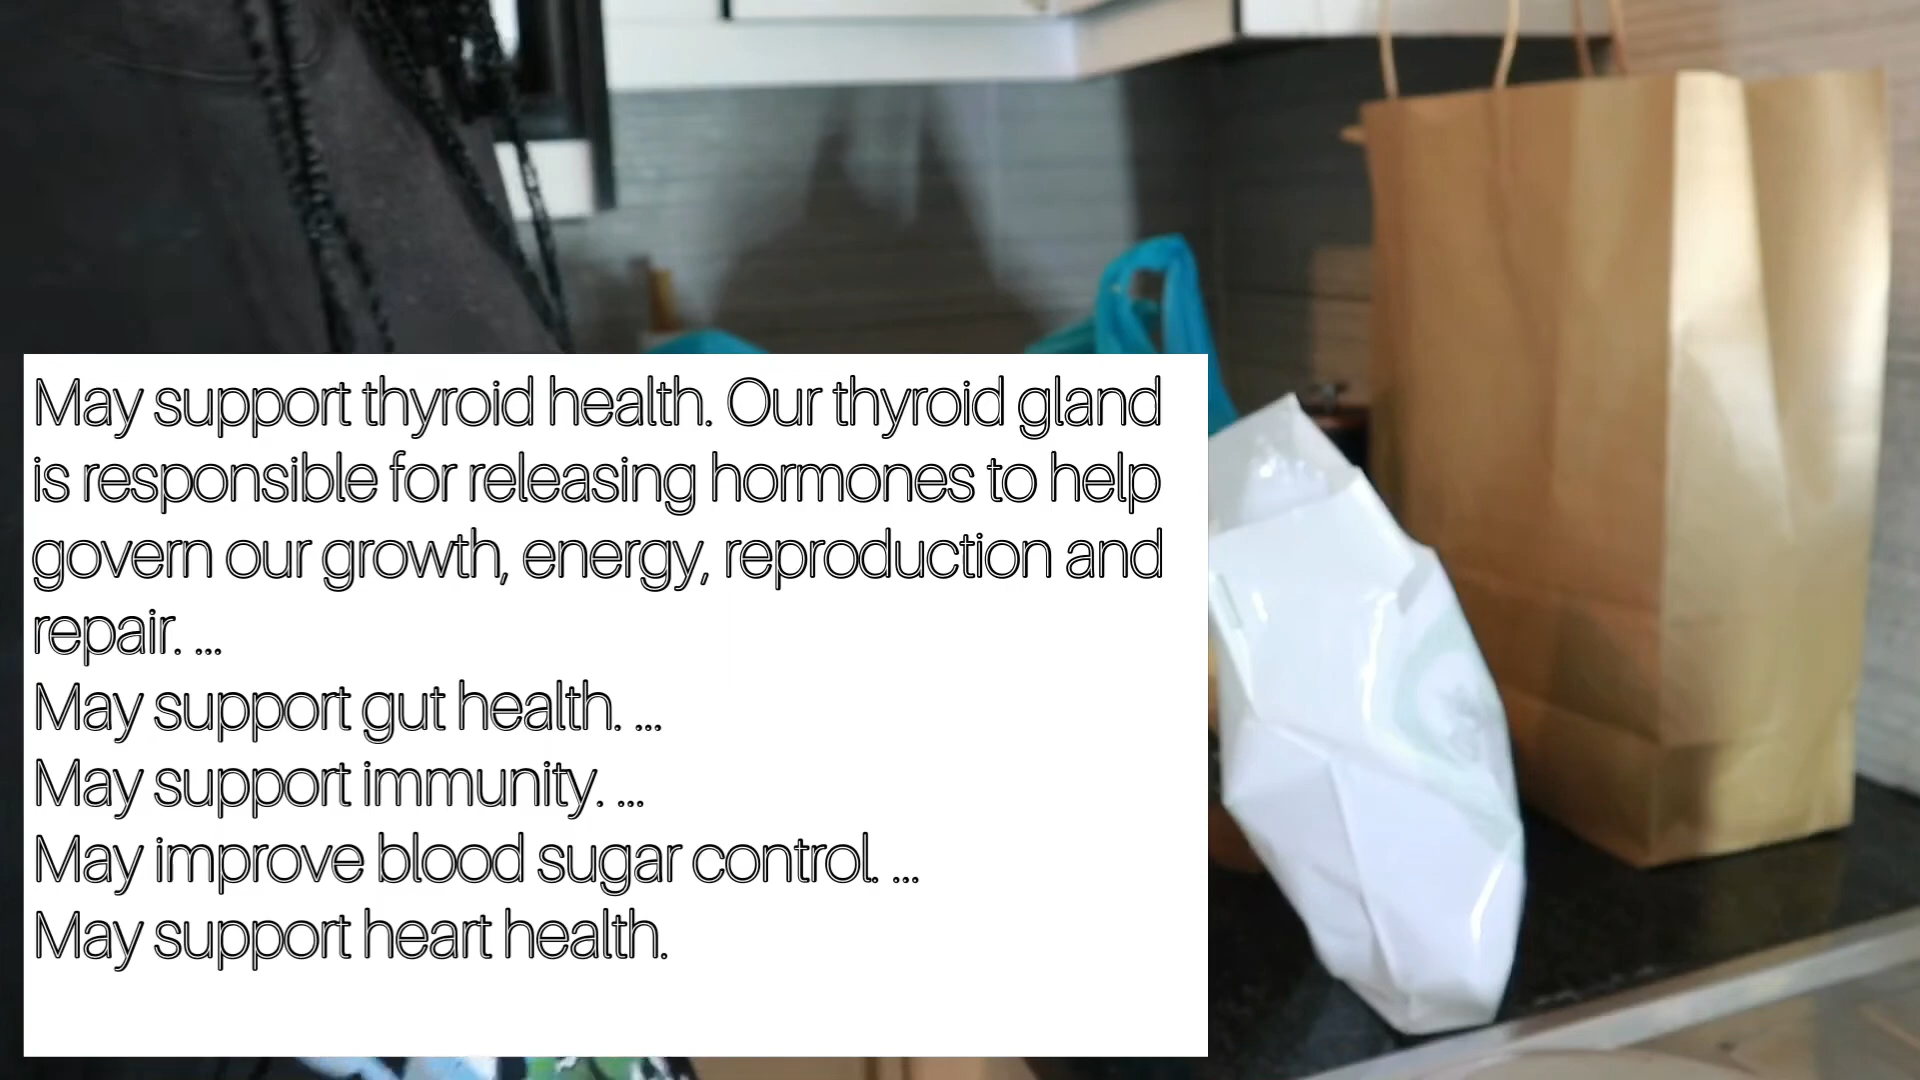 May support thyroid health. Our thyroid gland
is responsible for releasing hormones to help
govern our growth, energy, reproduction and
repair. ...
May support gut health. ...
May support immunity. ...
May improve blood sugar control. ...
May support heart health.